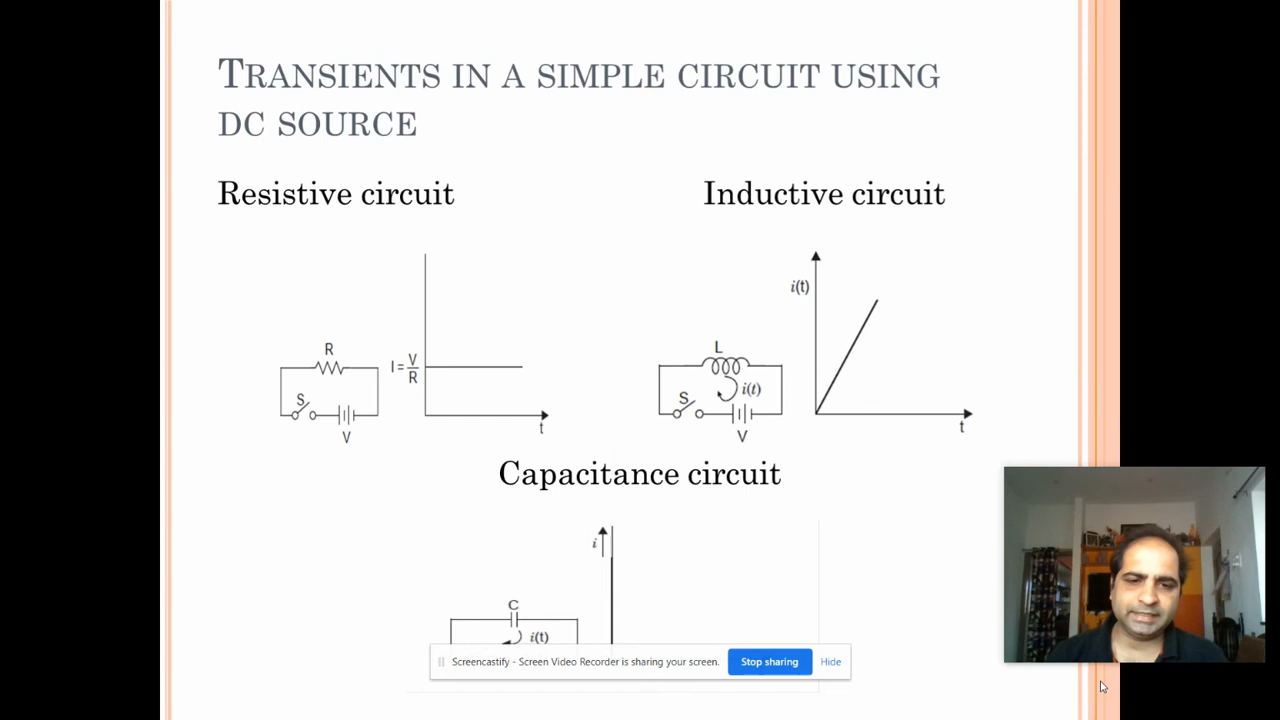 TRANSIENTS IN A SIMPLE CIRCUIT USING
DC SOURCE
Resistive circuit
Inductive circuit
R
S
V
I = V/R
t
L
i(t)
S
V
i(t)
t
Capacitance circuit
C
i(t)
i
Screencastify - Screen Video Recorder is sharing your screen.
Stop sharing
Hide